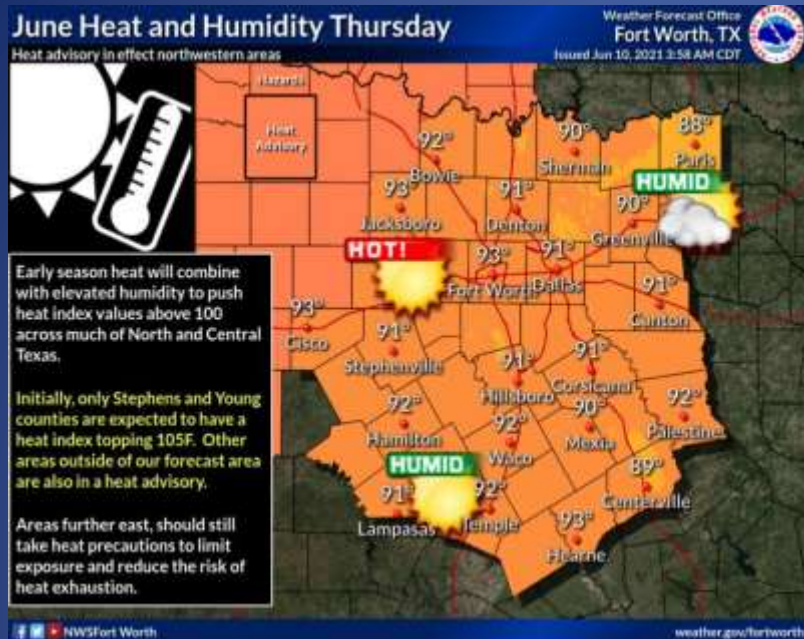 June Heat and Humidity Thursday
Heat advisory in effect northwestern areas
Weather Forecast Office
Fort Worth, TX
Issued Jun 10, 2021 3:58 AM CDT
Hazards
Heat
Advisory
92°
Bowie
90°
Sherman
88°
Paris
HUMID
93°
Jacksboro
91°
Denton
90°
Greenville
HOT!
93°
Fort Worth
91°
Dallas
91°
Canton
93°
Cisco
91°
Stephenville
91°
Hillsboro
91°
Corsicana
92°
Hamilton
92°
Waco
90°
Mexia
92°
Palestine
HUMID
91°
Lampasas
92°
Temple
89°
Centerville
93°
Hearne
Early season heat will combine
with elevated humidity to push
heat index values above 100
across much of North and Central
Texas.
Initially, only Stephens and Young
counties are expected to have a
heat index topping 105F. Other
areas outside of our forecast area
are also in a heat advisory.
Areas further east, should still
take heat precautions to limit
exposure and reduce the risk of
heat exhaustion.
NWSFort Worth
weather.gov/fortworth